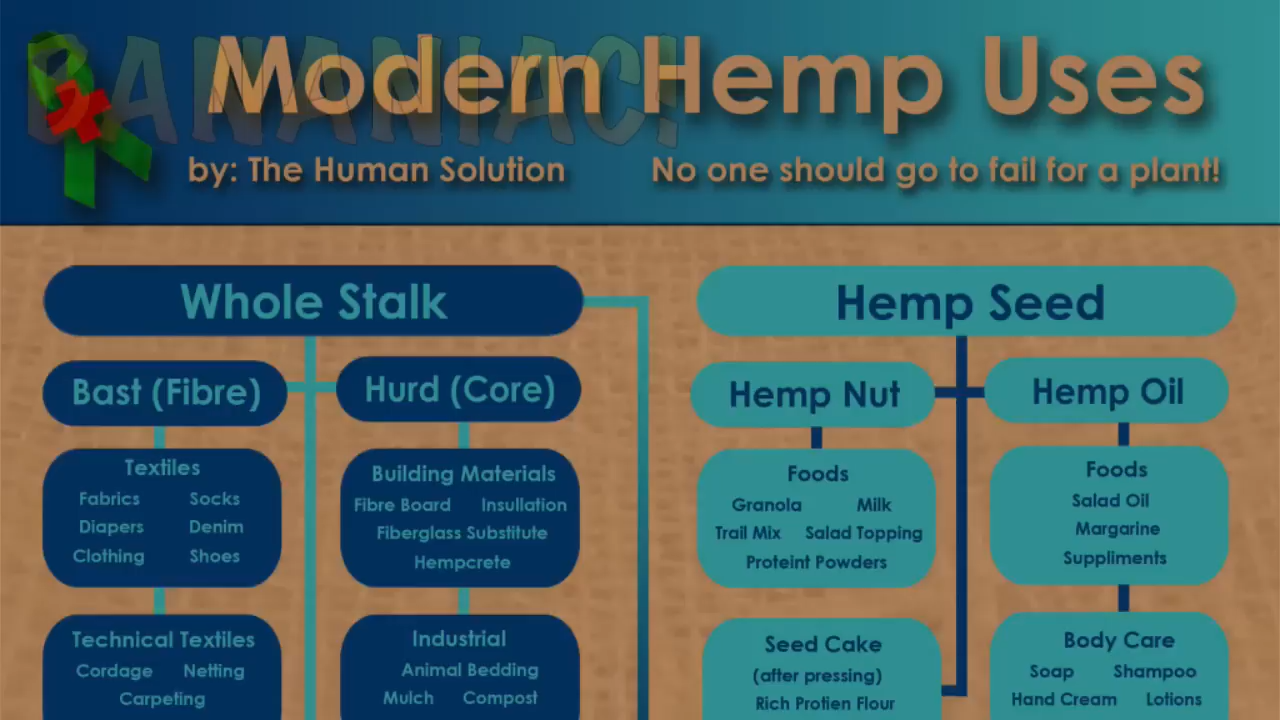 BANANIAC!
Modern Hemp Uses
by: The Human Solution
No one should go to fail for a plant!
Whole Stalk
Bast (Fibre)
Textiles
Fabrics Socks
Diapers Denim
Clothing Shoes
Technical Textiles
Cordage Netting
Carpeting
Hurd (Core)
Building Materials
Fibre Board Insullation
Fiberglass Substitute
Hempcrete
Industrial
Animal Bedding
Mulch Compost
Hemp Seed
Hemp Nut
Foods
Granola Milk
Trail Mix Salad Topping
Proteint Powders
Seed Cake
(after pressing)
Rich Protien Flour
Hemp Oil
Foods
Salad Oil
Margarine
Suppliments
Body Care
Soap Shampoo
Hand Cream Lotions